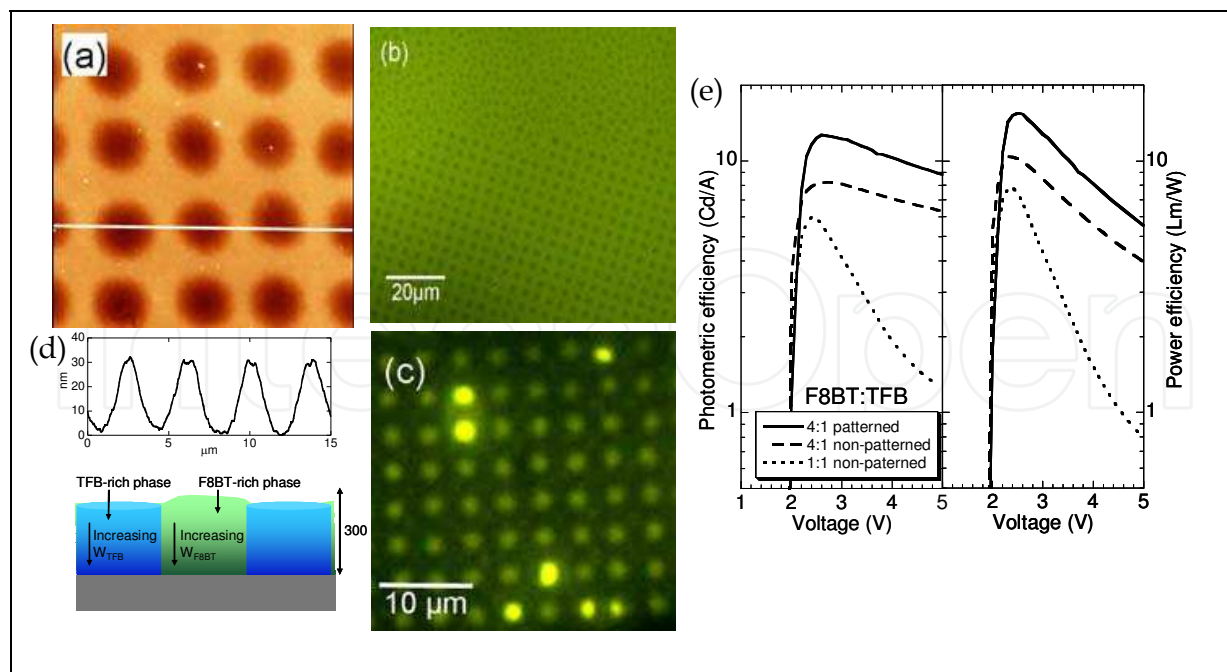 (a)
(b)
20µm
(c)
10 µm
(d)
40
30
20
10
0
nm
0
5
10
15
µm
TFB-rich phase
F8BT-rich phase
Increasing
W_TFB
Increasing
W_F8BT
300
(e)
Photometric efficiency (Cd/A)
10
1
F8BT:TFB
4:1 patterned
4:1 non-patterned
1:1 non-paterned
1 2 3 4 5
Voltage (V)
2 3 4 5
Voltage (V)
10
1
Power efficiency (Lm/W)
InTechOpen